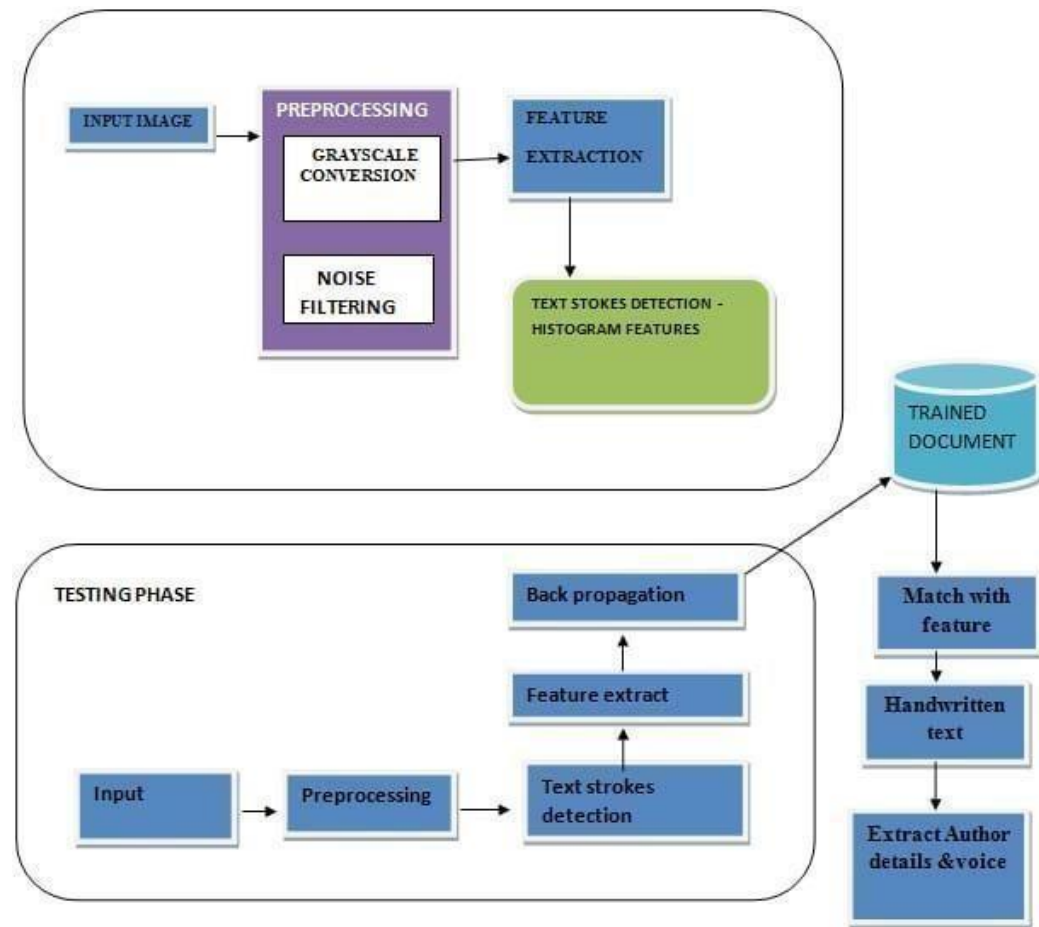 INPUT IMAGE
PREPROCESSING
GRAYSCALE
CONVERSION
NOISE
FILTERING
FEATURE
EXTRACTION
TEXT STOKES DETECTION -
HISTOGRAM FEATURES
TRAINED
DOCUMENT
TESTING PHASE
Input
Preprocessing
Text strokes
detection
Feature extract
Back propagation
Match with
feature
Handwritten
text
Extract Author
details &voice